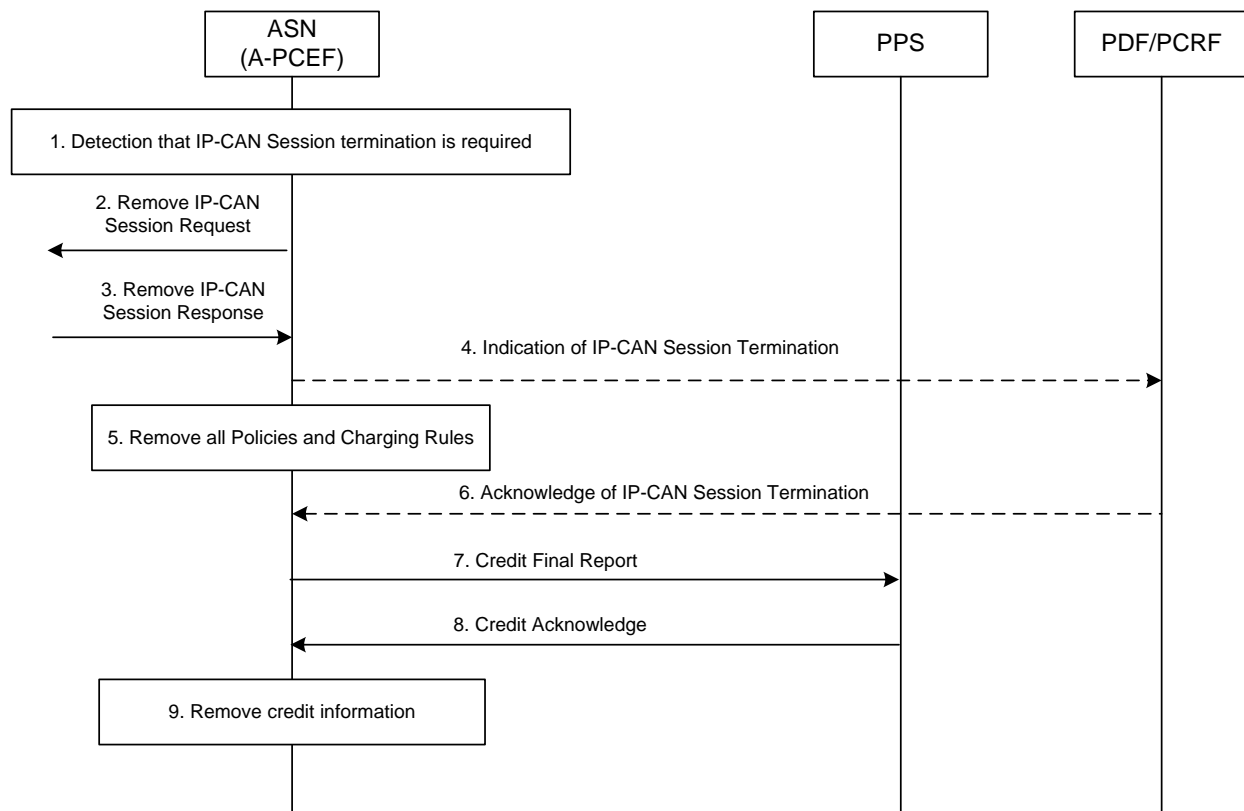 ASN
(A-PCEF)
PPS
PDF/PCRF
1. Detection that IP-CAN Session termination is required
2. Remove IP-CAN
Session Request
3. Remove IP-CAN
Session Response
4. Indication of IP-CAN Session Termination
5. Remove all Policies and Charging Rules
6. Acknowledge of IP-CAN Session Termination
7. Credit Final Report
8. Credit Acknowledge
9. Remove credit information